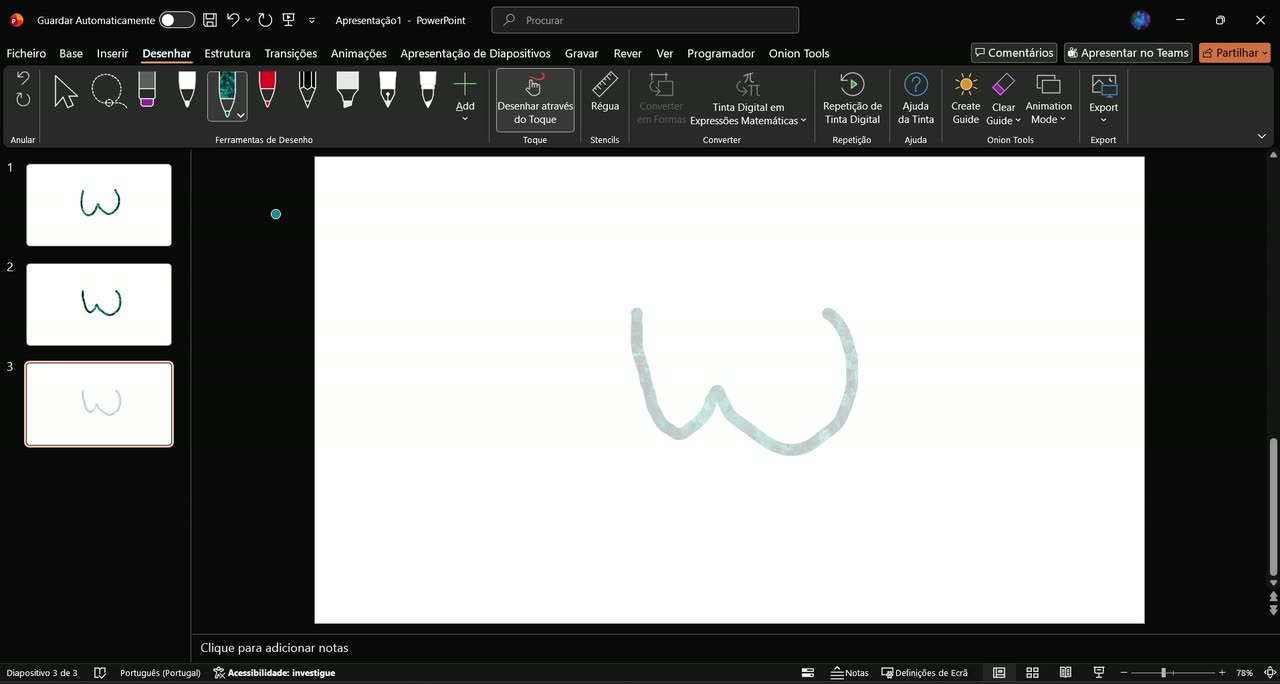 Guardar Automaticamente
Apresentação1 - PowerPoint
Procurar
Ficheiro Base Inserir Desenhar Estrutura Transições Animações Apresentação de Diapositivos Gravar Rever Ver Programador Onion Tools
Comentários Apresentar no Teams Partilhar
Add
Desenhar através do Toque
Régua
Converter em Formas
Tinta Digital em Expressões Matemáticas
Repetição de Tinta Digital
Ajuda da Tinta
Create Guide
Clear Guide
Animation Mode
Export
Anular Ferramentas de Desenho Toque Stencils Converter Repetição Ajuda Onion Tools Export
1
ω
2
ω
3
ω
ω
Clique para adicionar notas
Diapositivo 3 de 3 Português (Portugal) Acessibilidade: investigue Notas Definições de Ecrã 78%